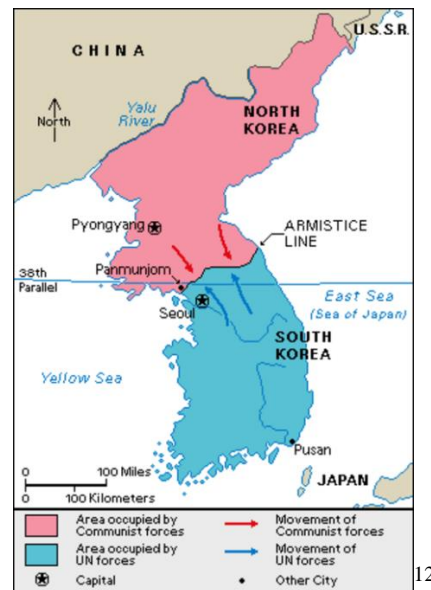 U.S.S.R.
CHINA
North
Yalu
River
NORTH
KOREA
Pyongyang
ARMISTICE
LINE
Panmunjom
38th
Parallel
East Sea
(Sea of Japan)
Seoul
SOUTH
KOREA
Yellow Sea
Pusan
0 100 Miles
0 100 Kilometers
JAPAN
Area occupied by
Communist forces
Movement of
Communist forces
Area occupied by
UN forces
Movement of
UN forces
Capital
Other City
12